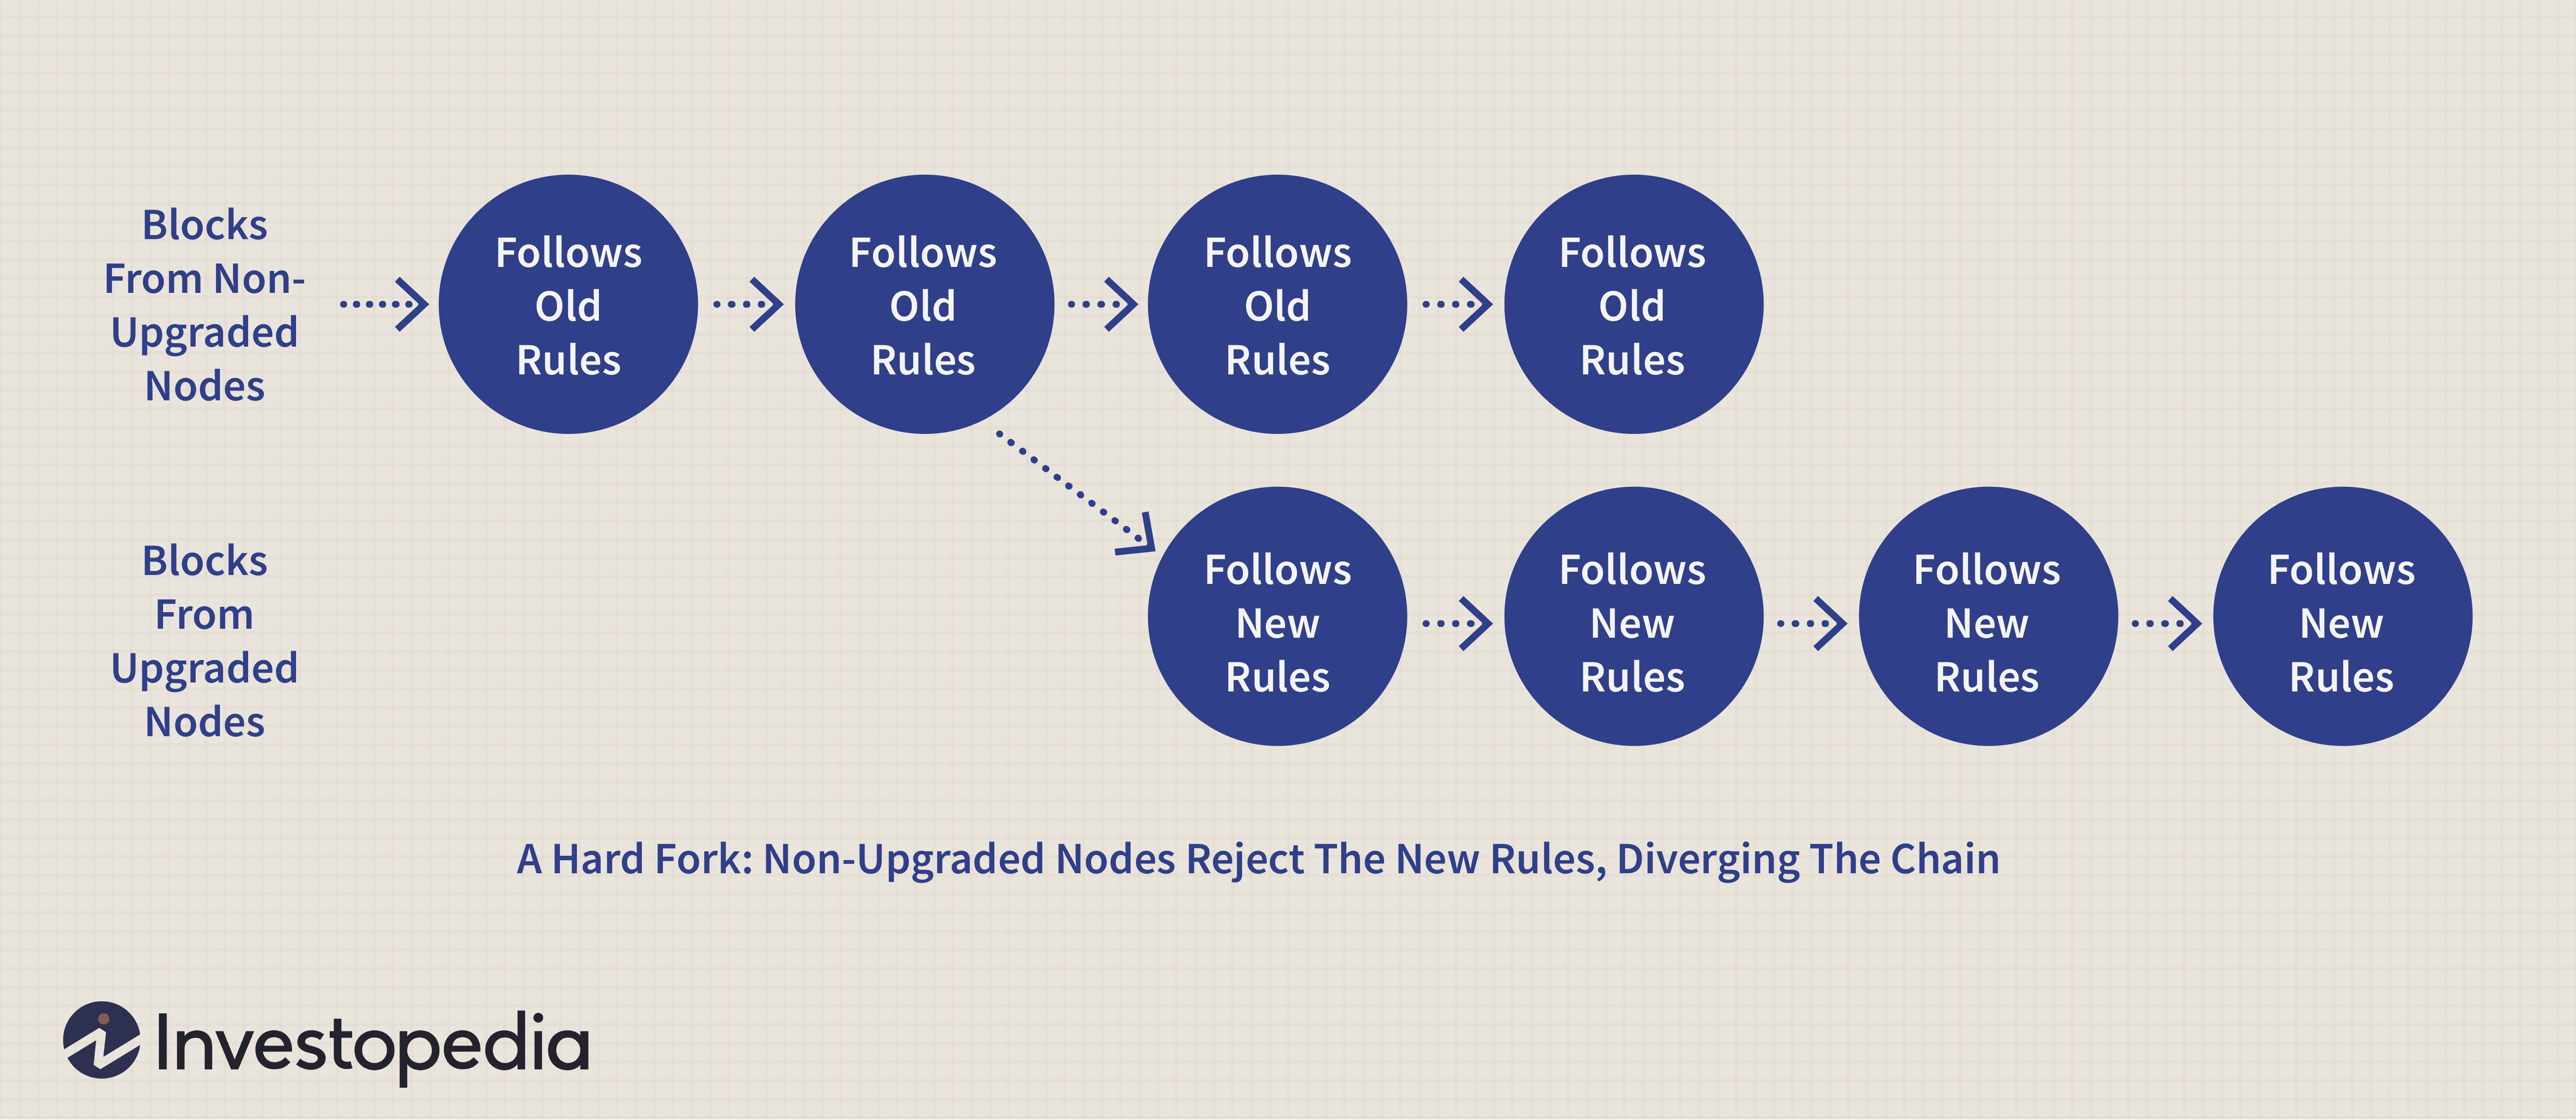 Blocks
From Non-
Upgraded
Nodes
Follows
Old
Rules
Follows
Old
Rules
Follows
Old
Rules
Follows
Old
Rules
Blocks
From
Upgraded
Nodes
Follows
New
Rules
Follows
New
Rules
Follows
New
Rules
Follows
New
Rules
A Hard Fork: Non-Upgraded Nodes Reject The New Rules, Diverging The Chain
Investopedia